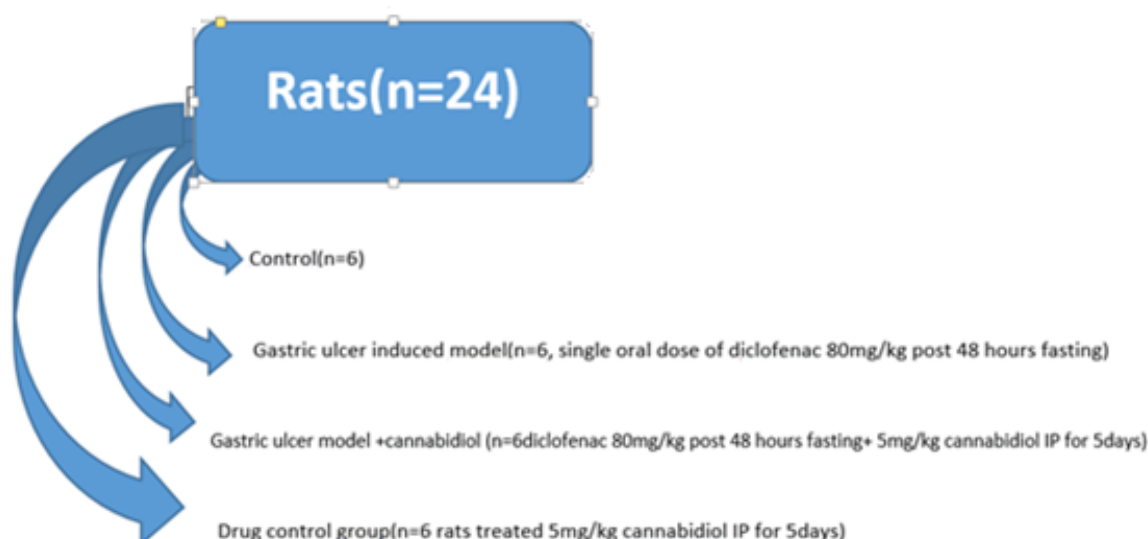 Rats(n=24)
Control(n=6)
Gastric ulcer induced model(n=6, single oral dose of diclofenac 80mg/kg post 48 hours fasting)
Gastric ulcer model +cannabidiol (n=6diclofenac 80mg/kg post 48 hours fasting+ 5mg/kg cannabidiol IP for 5days)
Drug control group(n=6 rats treated 5mg/kg cannabidiol IP for 5days)